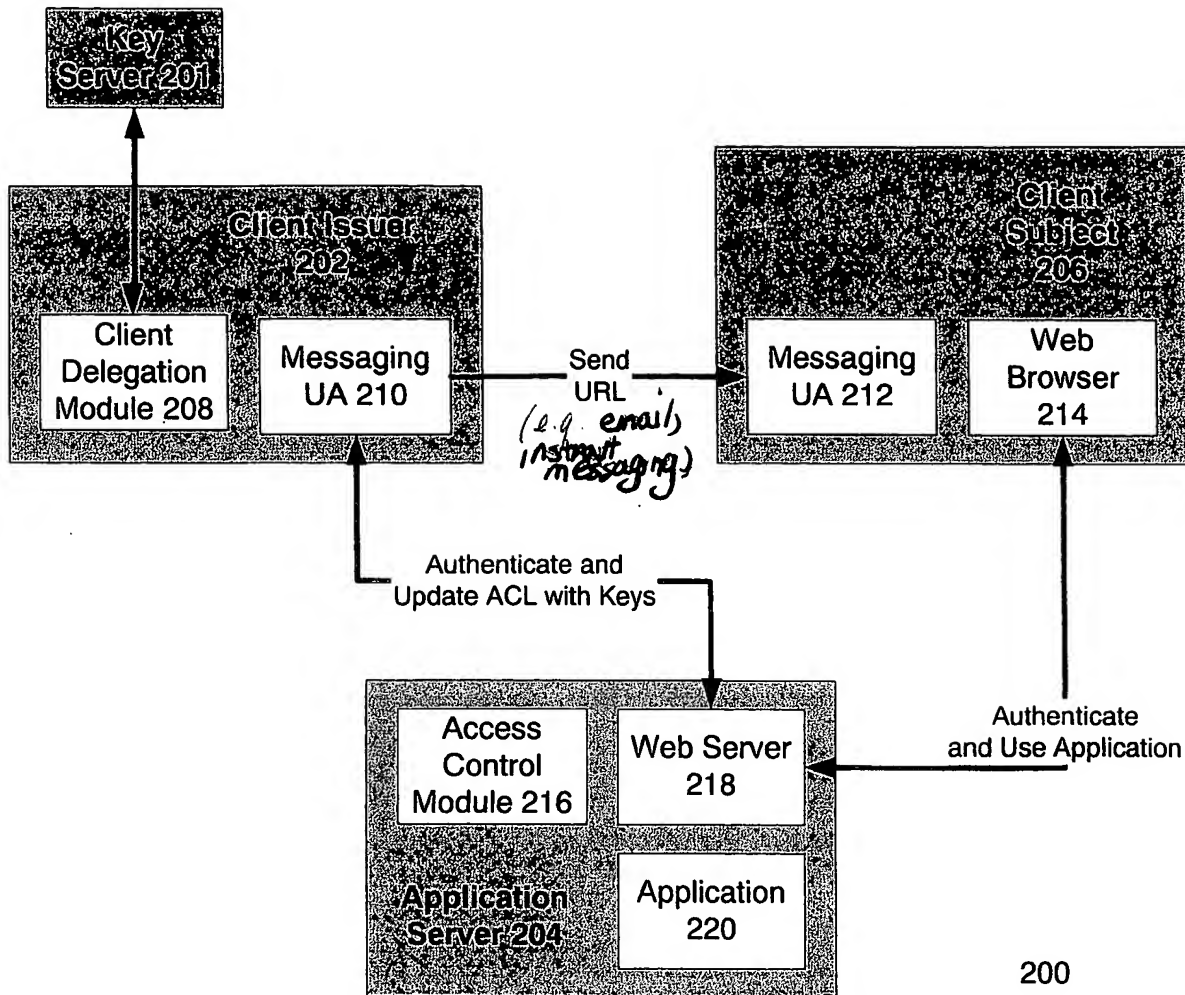 Key
Server 201
Client Issuer
202
Client
Subject
206
Client
Delegation
Module 208
Messaging
UA 210
Send
URL
(e.g. email,
instant
messaging)
Messaging
UA 212
Web
Browser
214
Authenticate and
Update ACL with Keys
Access
Control
Module 216
Web Server
218
Authenticate
and Use Application
Application
Server 204
Application
220
200